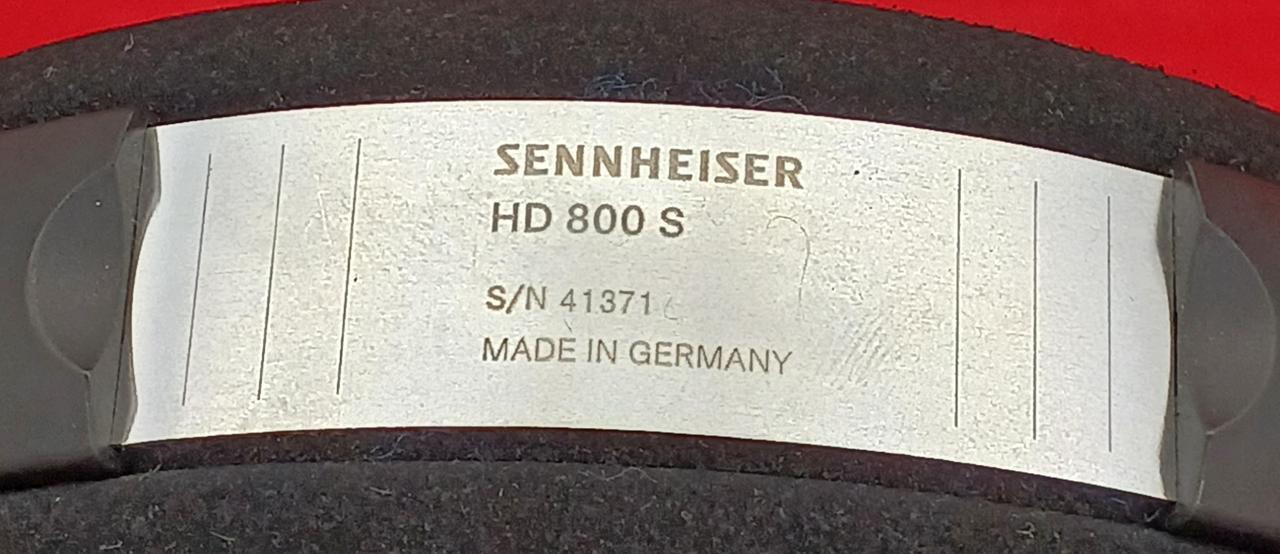 SENNHEISER
HD 800 S
S/N 41371
MADE IN GERMANY